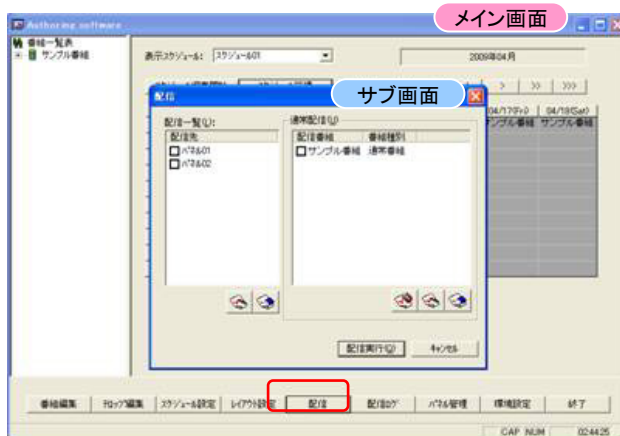 メイン画面
Authoring software
番組一覧表
サンプル番組
表示スケジュール: スケジュール01
2009年04月
> >> >>>
サブ画面
配信
04/17(Fri) 04/18(Sat)
サンプル番組 サンプル番組
配信一覧(L):
配信先
パネル01
パネル02
通常配信(U)
配信番組 番組種別
サンプル番組 通常番組
配信実行(Q) キャンセル
番組編集 テロップ編集 スケジュール設定 レイアウト設定 配信 配信ログ パネル管理 環境設定 終了
CAP NUM 02:44:25